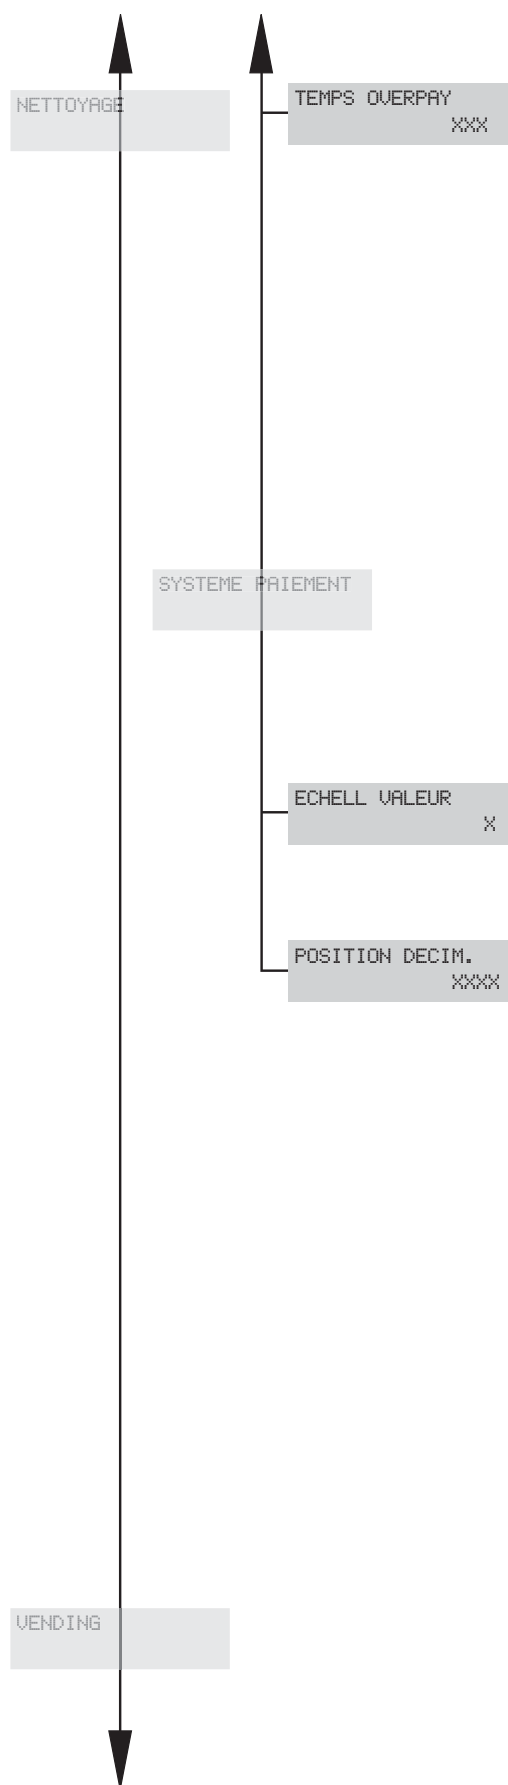 NETTOYAGE
TEMPS OVERPAY
XXX
SYSTEME PAIEMENT
ECHELL VALEUR
X
POSITION DECIM.
XXXX
VENDING